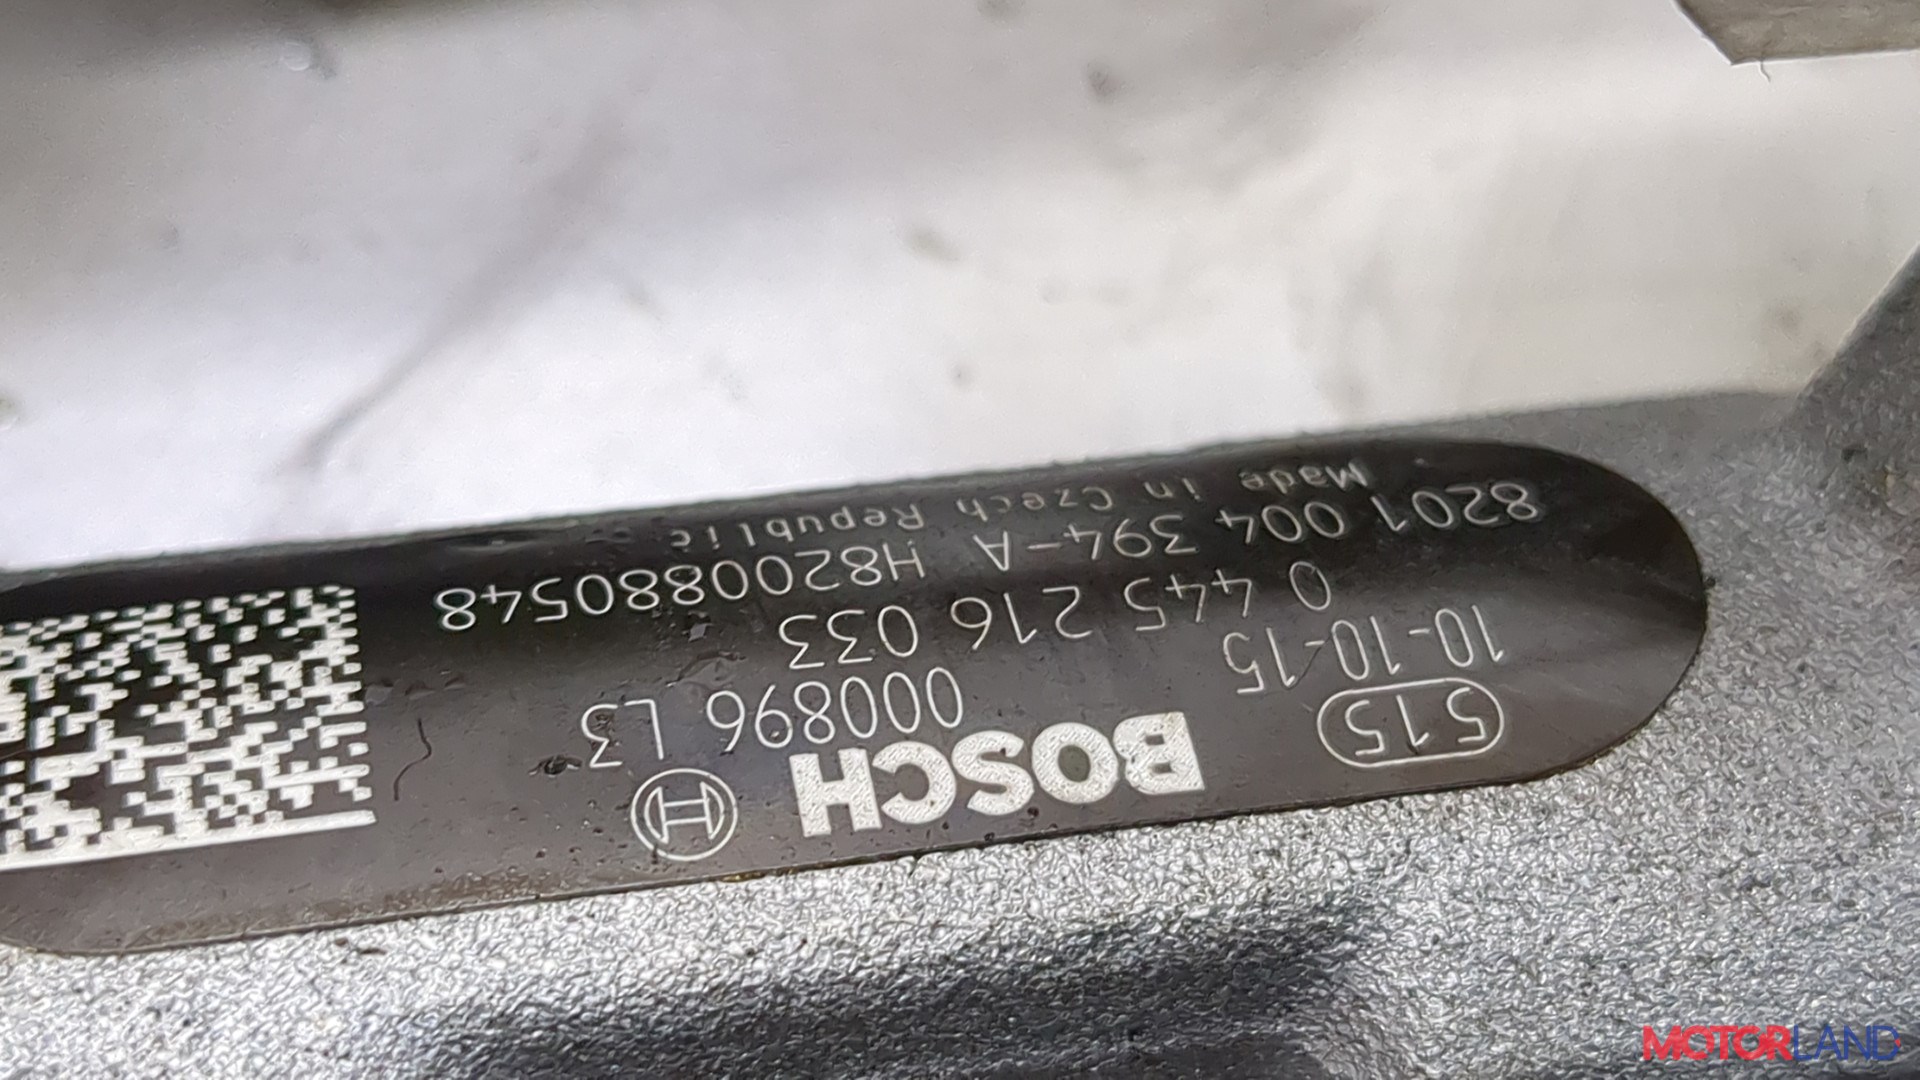 515 BOSCH
10-10-15 000896 L3
0 445 216 033
8201 004 394-A H8200880548
Made in Czech Republic
MOTORLAND